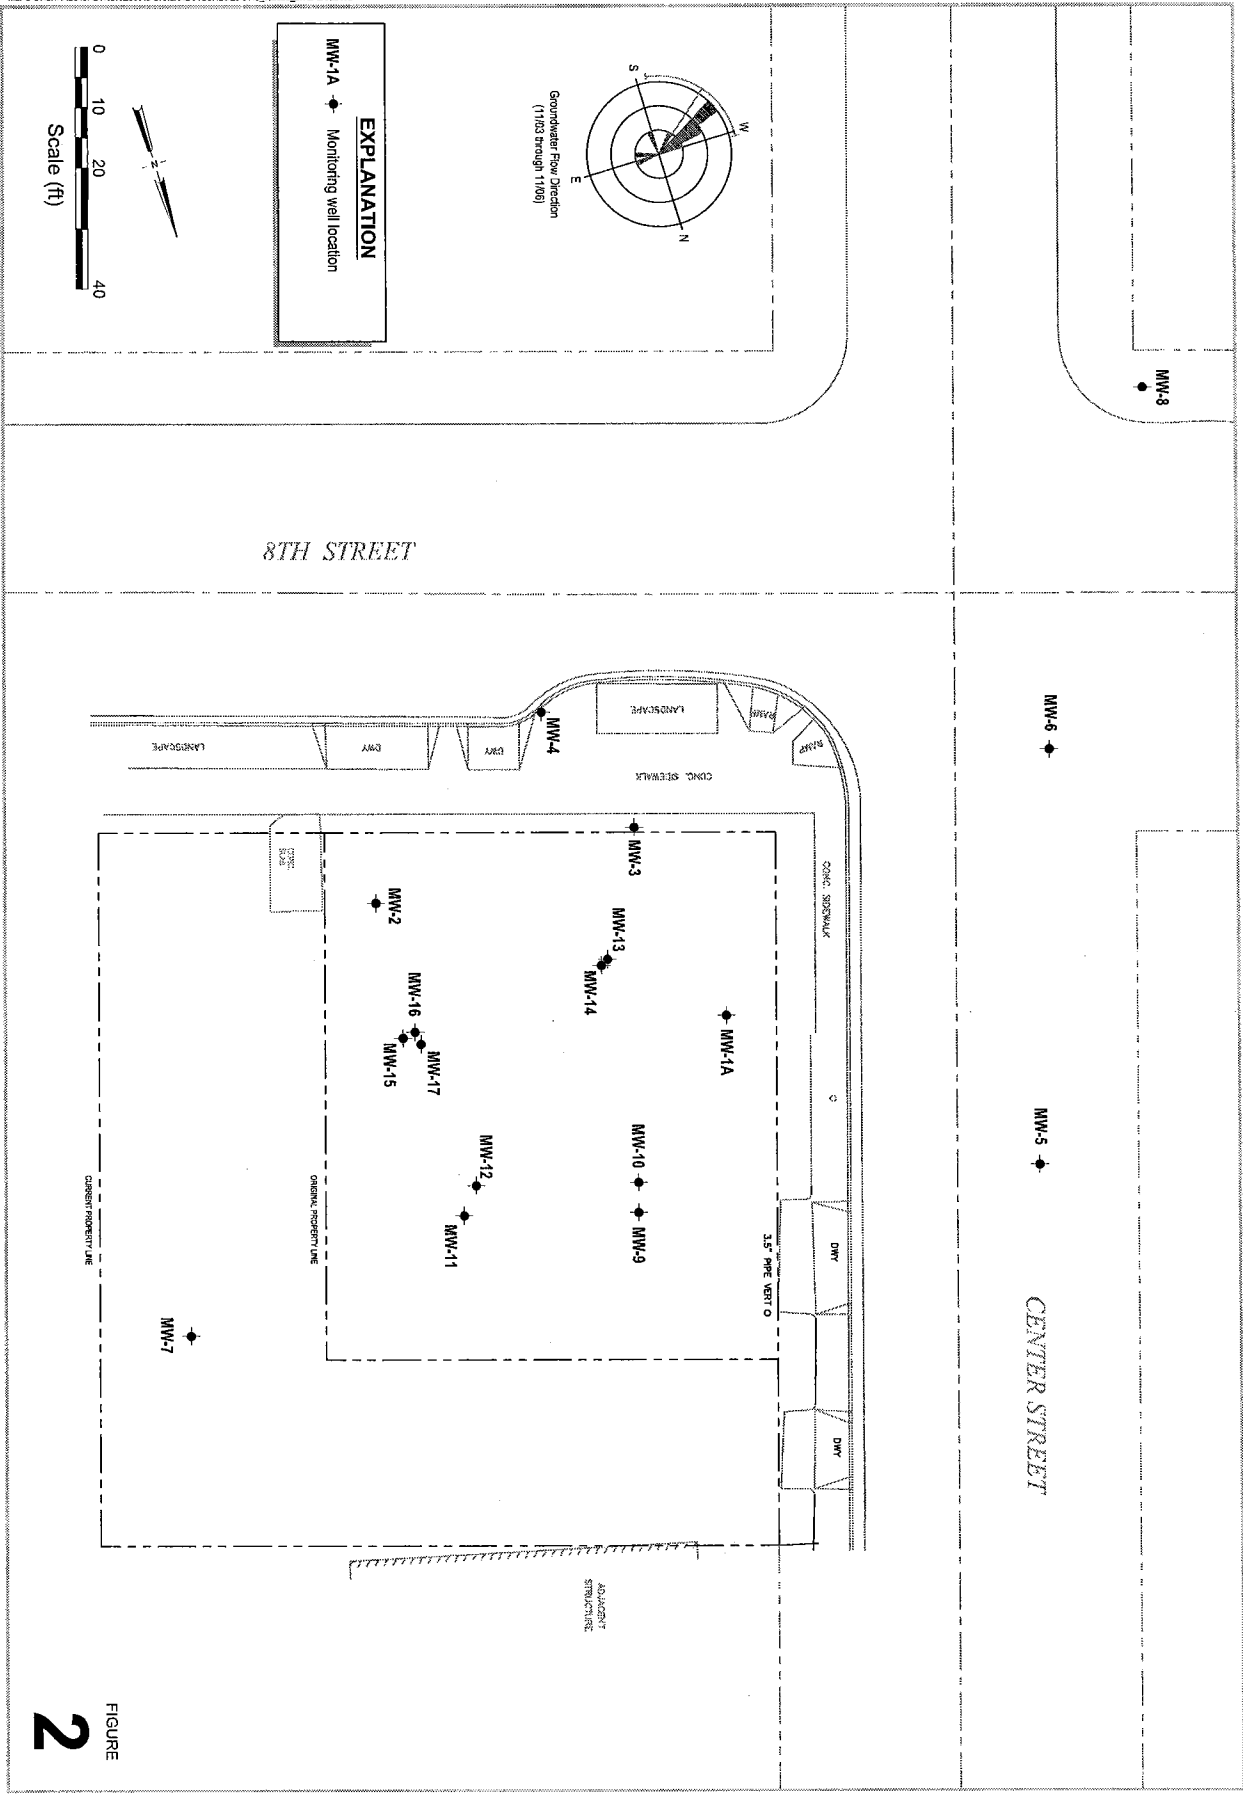 EXPLANATION
MW-1A
Monitoring well location
0
10
20
40
Scale (ft)
N
S
W
E
N
Groundwater Flow Direction
(11/03 through 11/06)
8TH STREET
CENTER STREET
MW-8
MW-6
MW-5
MW-4
MW-3
MW-2
MW-13
MW-14
MW-1A
MW-16
MW-17
MW-15
MW-10
MW-9
MW-12
MW-11
MW-7
LANDSCAPE
RAMP
RAMP
CONC. SIDEWALK
LANDSCAPE
DWY
DWY
CONC. SIDEWALK
DWY
DWY
3.5" PIPE VERT O
ORIGINAL PROPERTY LINE
CURRENT PROPERTY LINE
ADJACENT
STRUCTURE
FIGURE
2